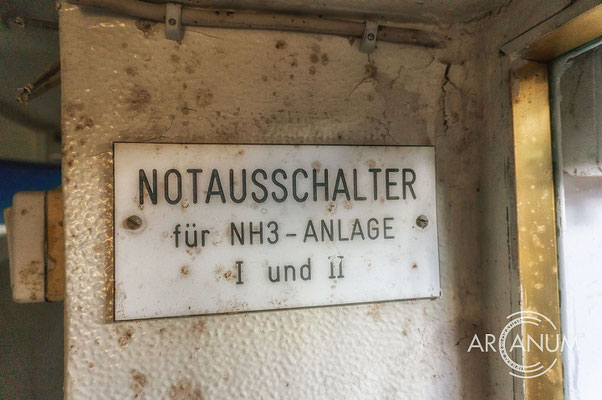 NOTAUSSCHALTER
für NH3-ANLAGE
I und II
ARCANUM